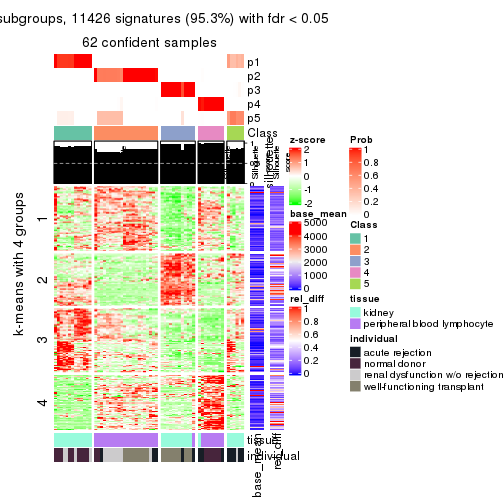 subgroups, 11426 signatures (95.3%) with fdr < 0.05
62 confident samples
p1
p2
p3
p4
p5
Class
silhouette
score
k-means with 4 groups
1
2
3
4
tissue
individual
base_mean
rel_diff
z-score
2
1
0
-1
-2
base_mean
5000
4000
3000
2000
1000
0
rel_diff
1
0.8
0.6
0.4
0.2
0
Prob
1
0.8
0.6
0.4
0.2
0
Class
1
2
3
4
5
tissue
kidney
peripheral blood lymphocyte
individual
acute rejection
normal donor
renal dysfunction w/o rejection
well-functioning transplant